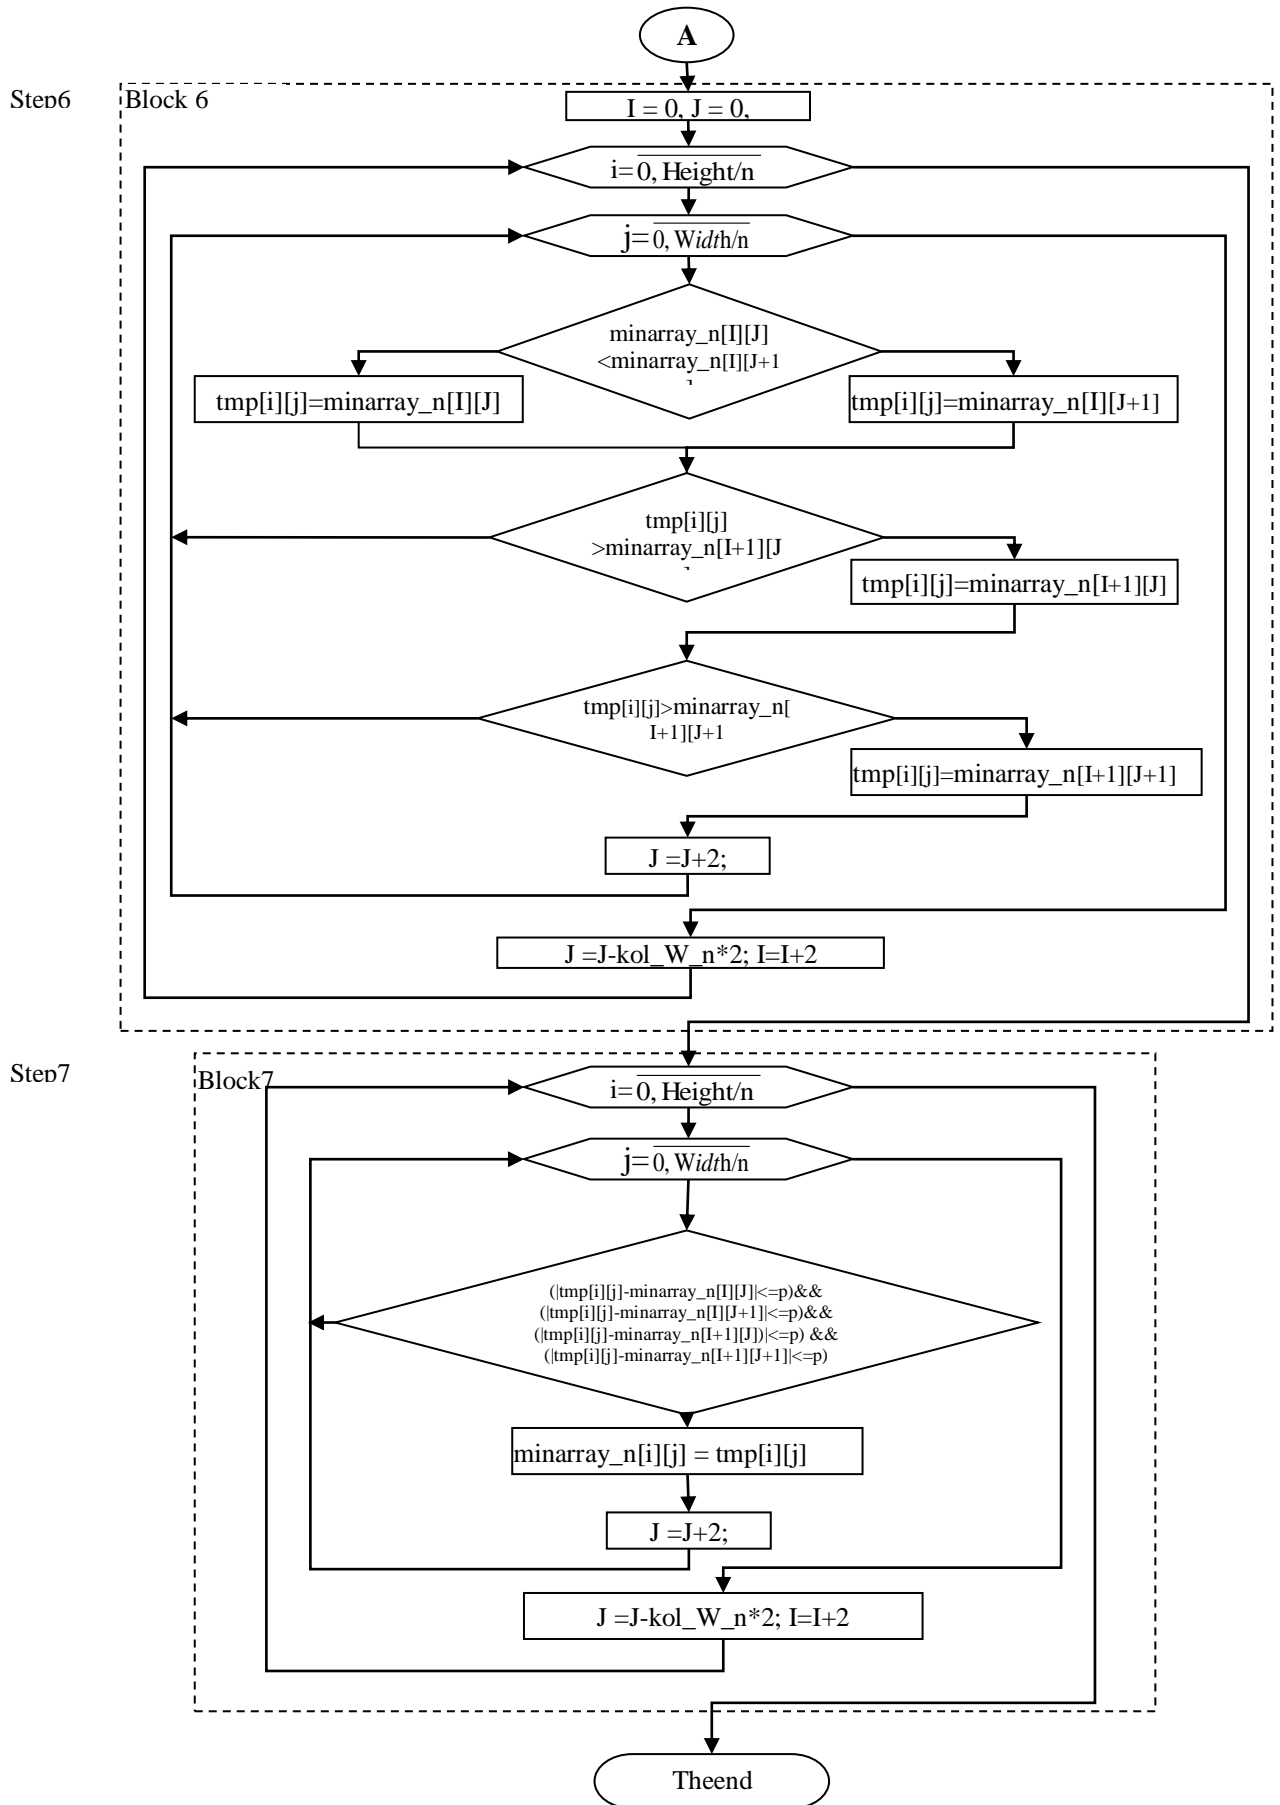 A
Step6
Block 6
I = 0, J = 0,
i=0, Height/n
j=0, Width/n
minarray_n[I][J]
<minarray_n[I][J+1
]
tmp[i][j]=minarray_n[I][J]
tmp[i][j]=minarray_n[I][J+1]
tmp[i][j]
>minarray_n[I+1][J
]
tmp[i][j]=minarray_n[I+1][J]
tmp[i][j]>minarray_n[
I+1][J+1
tmp[i][j]=minarray_n[I+1][J+1]
J =J+2;
J =J-kol_W_n*2; I=I+2
Step7
Block7
i=0, Height/n
j=0, Width/n
(|tmp[i][j]-minarray_n[I][J]|<=p)&&
(|tmp[i][j]-minarray_n[I][J+1]|<=p)&&
(|tmp[i][j]-minarray_n[I+1][J])|<=p) &&
(|tmp[i][j]-minarray_n[I+1][J+1]|<=p)
minarray_n[i][j] = tmp[i][j]
J =J+2;
J =J-kol_W_n*2; I=I+2
Theend